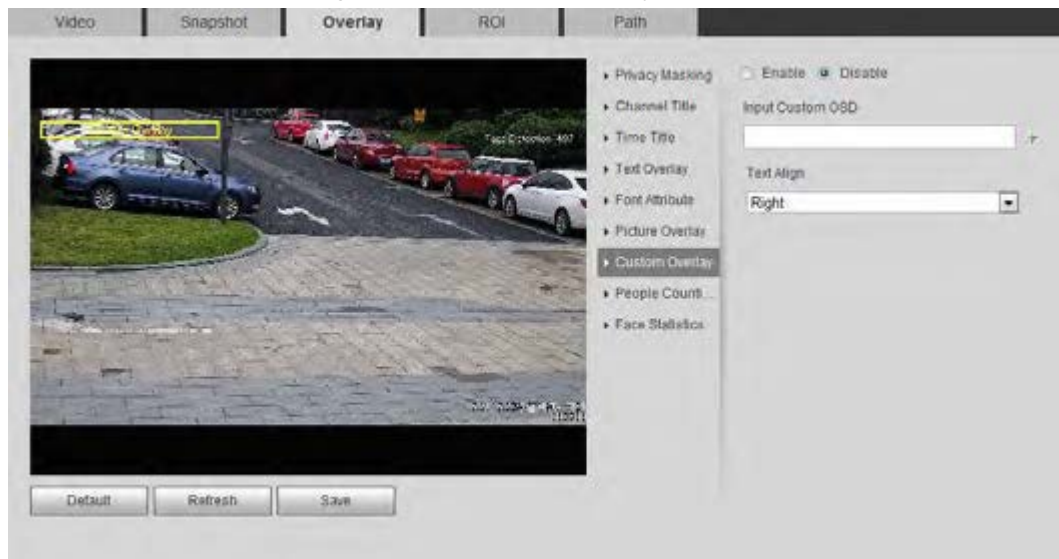 Video
Snapshot
Overlay
ROI
Path
Privacy Masking
Channel Title
Time Title
Text Overlay
Font Attribute
Picture Overlay
Custom Overlay
People Counti...
Face Statistics
Enable
Disable
Input Custom OSD
+
Text Align
Right
Default
Refresh
Save